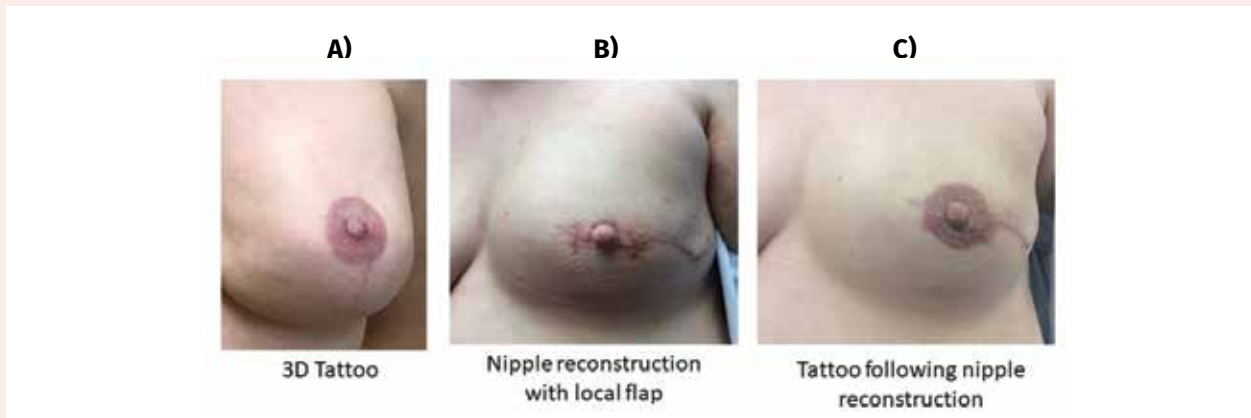 A)
B)
C)
3D Tattoo
Nipple reconstruction
with local flap
Tattoo following nipple
reconstruction